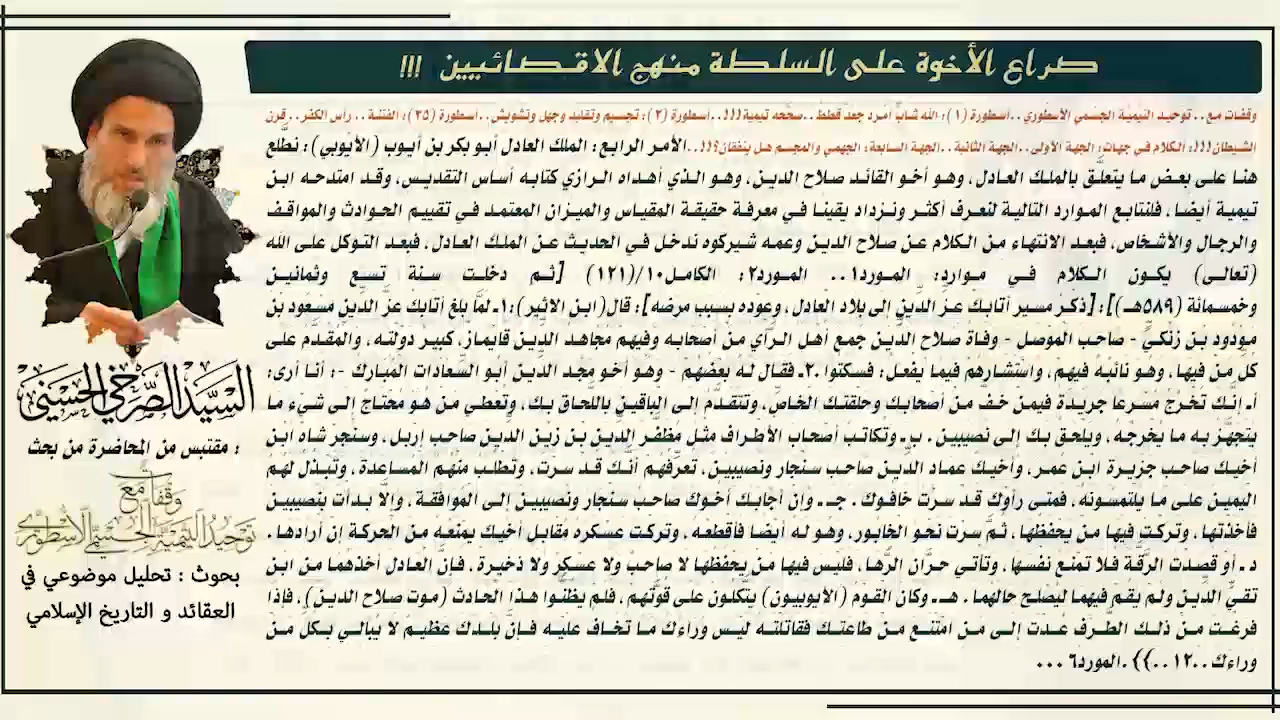 صراع الأخوة على السلطة منهج الاقصائيين !!!
وقفات مع.. توحيد التيمية الجسمي الأسطوري ..أسطورة (١): الله شابٌ أمرد جعد قطط ..صحّحه تيمية!!!..أسطورة (٢): تجسيم وتقليد وجهل وتشويش..أسطورة (٣٥): الفتنة .. رأس الكفر.. قرن
الشيطان!!!: الكلام في جهات: الجهة الأولى..الجهة الثانية ..الجهة السابعة: الجهمي والمجسم هل يتفقان؟!!..الأمر الرابع: الملك العادل أبو بكر بن أيوب (الأيوبي): نطّلع
هنا على بعض ما يتعلّق بالملك العادل، وهو أخو القائد صلاح الدين، وهو الذي أهداه الرازي كتابه أساس التقديس، وقد امتدحه ابن
تيمية أيضا، فلنتابع الموارد التالية لنعرف أكثر ونزداد يقينا في معرفة حقيقة المقياس والميزان المعتمد في تقييم الحوادث والمواقف
والرجال والأشخاص، فبعد الانتهاء من الكلام عن صلاح الدين وعمه شيركوه ندخل في الحديث عن الملك العادل، فبعد التوكل على الله
(تعالى) يكون الكلام في موارد: المورد١.. المورد٢: الكامل١٠/(١٢١) [ثم دخلت سنة تسع وثمانين
وخمسمائة (٥٨٩هـ)]: [ذكر مسير أتابك عز الدين إلى بلاد العادل، وعوده بسبب مرضه]: قال(ابن الأثير):١ـ لمّا بلغ أتابك عزّ الدين مسعود بن
مودود بن زنكي - صاحب الموصل - وفاة صلاح الدين جمع أهل الرأي من أصحابه وفيهم مجاهد الدين قايماز، كبير دولته، والمقدم على
كل من فيها، وهو نائبه فيهم، واستشارهم فيما يفعل: فسكتوا .٢ـ فقال له بعضهم - وهو أخو مجد الدين أبو السعادات المبارك -: أنا أرى:
أـ إنك تخرج مسرعا جريدة فيمن خف من أصحابك وحلقتك الخاص، وتتقدم إلى الباقين باللحاق بك، وتعطي من هو محتاج إلى شيء ما
يتجهز به ما يخرجه، ويلحق بك إلى نصيبين . ب ـ وتكاتب أصحاب الأطراف مثل مظفر الدين بن زين الدين صاحب إربل، وسنجر شاه ابن
أخيك صاحب جزيرة ابن عمر، وأخيك عماد الدين صاحب سنجار ونصيبين، تعرفهم أنك قد سرت، وتطلب منهم المساعدة، وتبذل لهم
اليمين على ما يلتمسونه، فمتى رأوك قد سرت خافوك . جـ ـ وإن أجابك أخوك صاحب سنجار ونصيبين إلى الموافقة، وإلا بدأت بنصيبين
فأخذتها، وتركت فيها من يحفظها، ثم سرت نحو الخابور، وهو له أيضا فأقطعه، وتركت عسكره مقابل أخيك يمنعه من الحركة إن أرادها.
د ـ أو قصدت الرقة فلا تمنع نفسها، وتأتي حران الرها، فليس فيها من يحفظها لا صاحب ولا عسكر ولا ذخيرة، فإن العادل أخذهما من ابن
تقي الدين ولم يقم فيهما ليصلح حالهما . هـ ـ وكان القوم (الأيوبيون) يتكلون على قوتهم، فلم يظنوا هذا الحادث (موت صلاح الدين)، فإذا
فرغت من ذلك الطرف عدت إلى من امتنع من طاعتك فقاتلته ليس وراءك ما تخاف عليه فإن بلدك عظيم لا يبالي بكل من
وراءك ..١٢..}} .المورد٦ ...
السيد الصرخي الحسني
: مقتبس من المحاضرة من بحث
وقفات مع
توحيد التيمية الجسمي الأسطوري
بحوث : تحليل موضوعي في
العقائد و التاريخ الإسلامي